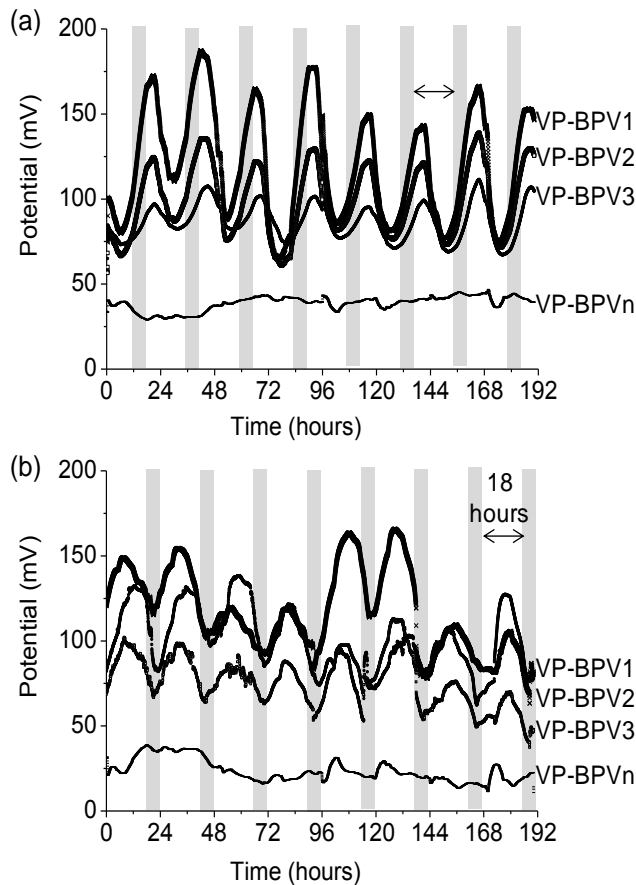 (a)
200
150
100
50
0
Potential (mV)
VP-BPV1
VP-BPV2
VP-BPV3
VP-BPVn
0 24 48 72 96 120 144 168 192
Time (hours)
(b)
200
150
100
50
0
Potential (mV)
18
hours
VP-BPV1
VP-BPV2
VP-BPV3
VP-BPVn
0 24 48 72 96 120 144 168 192
Time (hours)